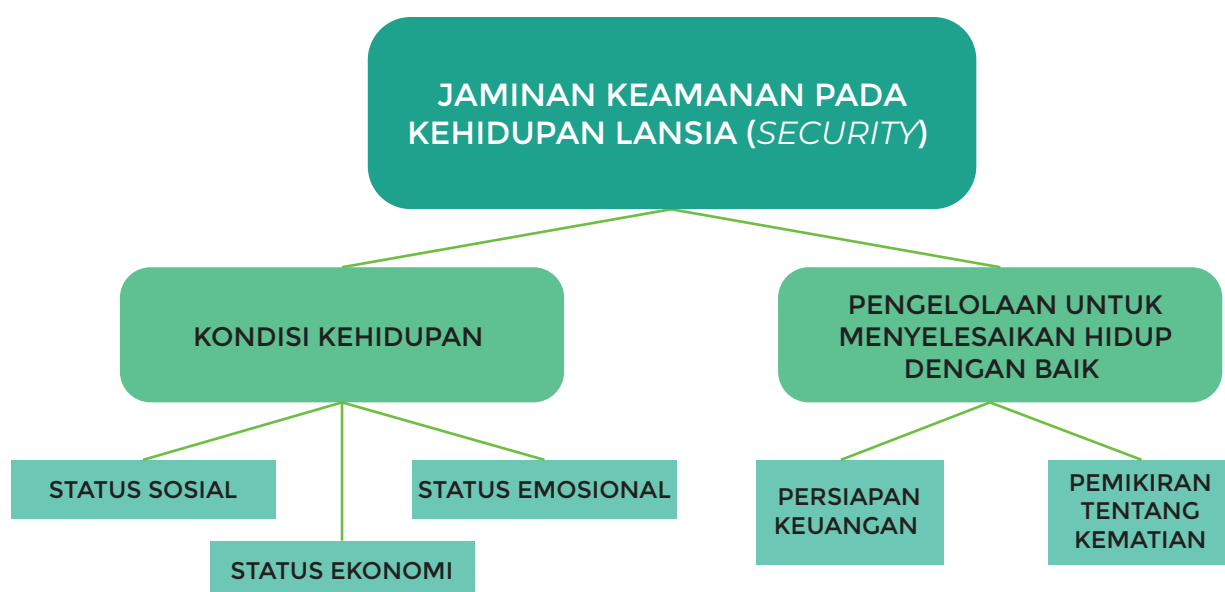 JAMINAN KEAMANAN PADA
KEHIDUPAN LANSIA (SECURITY)
KONDISI KEHIDUPAN
PENGELOLAAN UNTUK
MENYELESAIKAN HIDUP
DENGAN BAIK
STATUS SOSIAL
STATUS EKONOMI
STATUS EMOSIONAL
PERSIAPAN
KEUANGAN
PEMIKIRAN
TENTANG
KEMATIAN